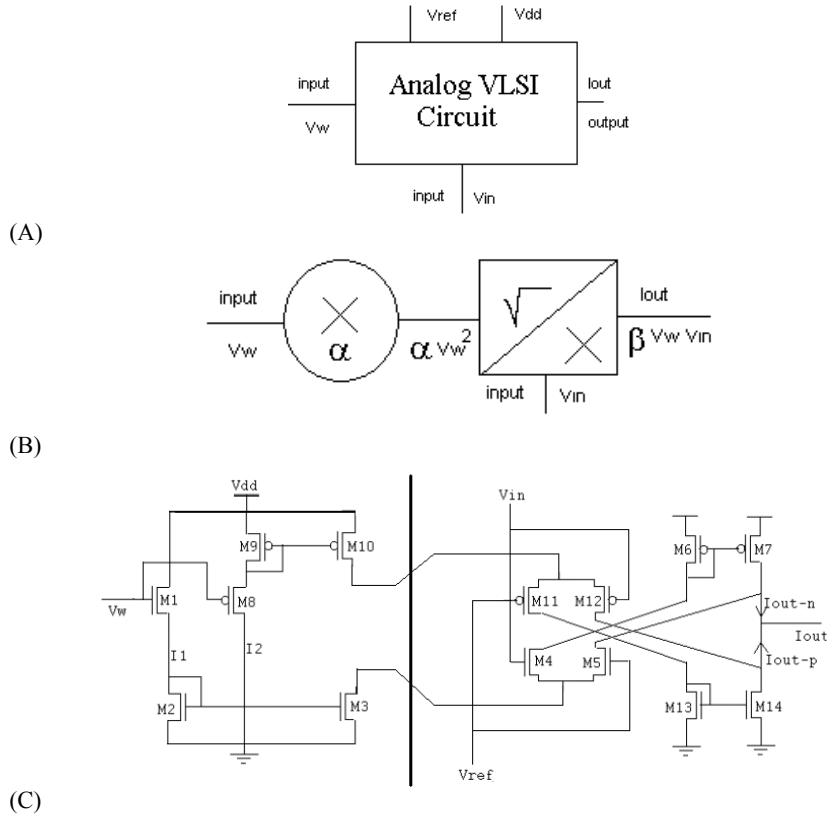 Vref Vdd
input Analog VLSI Iout
Vw Circuit output
input Vin
(A)
input √ Iout
Vw × α α Vw² × β Vw Vin
input Vin
(B)
Vdd Vin
M9 M10 M6 M7
Vw M1 M8 M11 M12 Iout-n
Iout
I1 I2 M4 M5 Iout-p
M2 M3 M13 M14
Vref
(C)